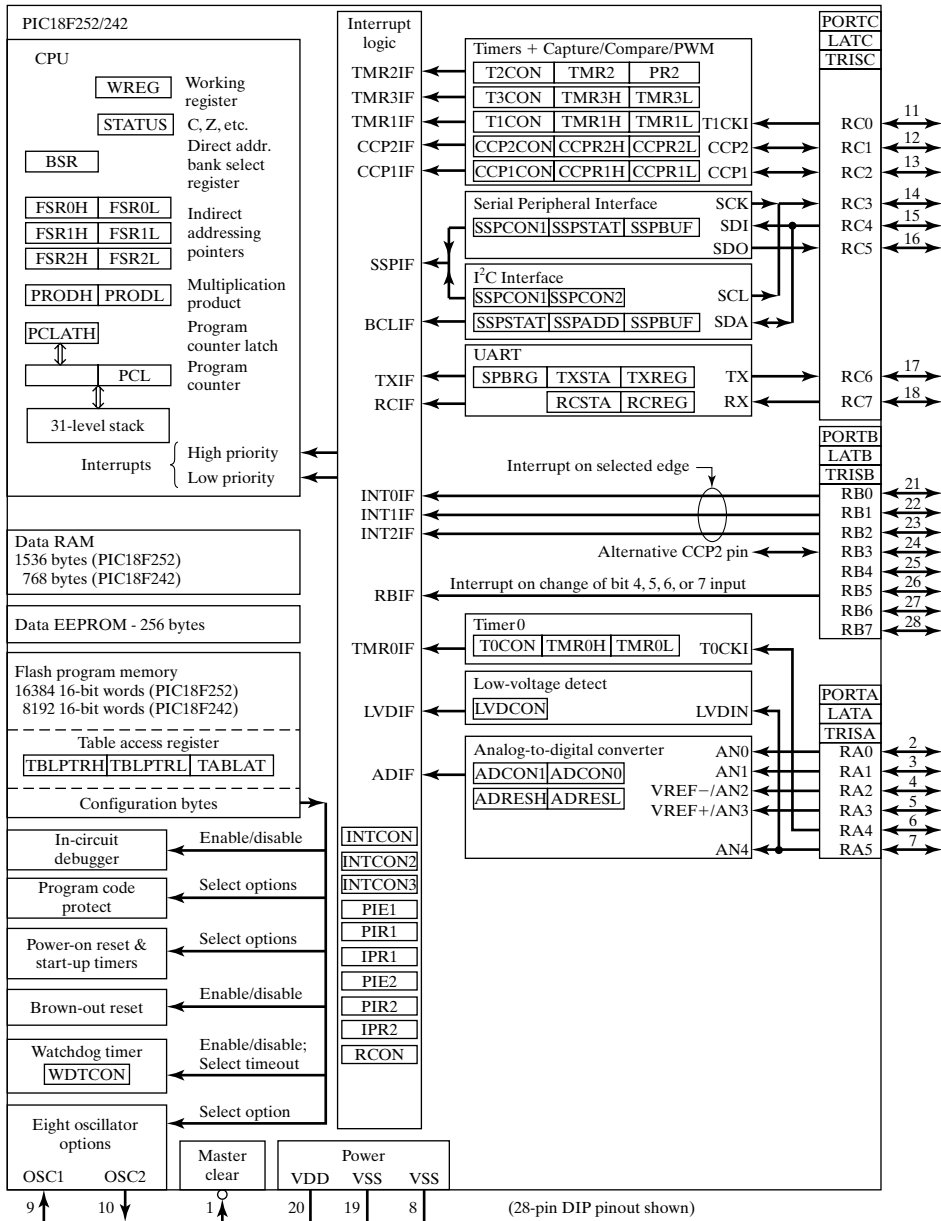 PIC18F252/242
CPU
WREG
Working
register
STATUS
C, Z, etc.
BSR
Direct addr.
bank select
register
FSR0H FSR0L
FSR1H FSR1L
FSR2H FSR2L
Indirect
addressing
pointers
PRODH PRODL
Multiplication
product
PCLATH
Program
counter latch
PCL
Program
counter
31-level stack
Interrupts
High priority
Low priority
Data RAM
1536 bytes (PIC18F252)
768 bytes (PIC18F242)
Data EEPROM - 256 bytes
Flash program memory
16384 16-bit words (PIC18F252)
8192 16-bit words (PIC18F242)
Table access register
TBLPTRH TBLPTRL TABLAT
Configuration bytes
In-circuit
debugger
Enable/disable
Program code
protect
Select options
Power-on reset &
start-up timers
Select options
Brown-out reset
Enable/disable
Watchdog timer
WDTCON
Enable/disable;
Select timeout
Eight oscillator
options
Select option
OSC1 OSC2
9 10
Master
clear
1
Power
VDD VSS VSS
20 19 8
(28-pin DIP pinout shown)
Interrupt
logic
TMR2IF
TMR3IF
TMR1IF
CCP2IF
CCP1IF
SSPIF
BCLIF
TXIF
RCIF
INT0IF
INT1IF
INT2IF
RBIF
TMR0IF
LVDIF
ADIF
INTCON
INTCON2
INTCON3
PIE1
PIR1
IPR1
PIE2
PIR2
IPR2
RCON
Timers + Capture/Compare/PWM
T2CON TMR2 PR2
T3CON TMR3H TMR3L
T1CON TMR1H TMR1L T1CKI
CCP2CON CCPR2H CCPR2L CCP2
CCP1CON CCPR1H CCPR1L CCP1
Serial Peripheral Interface SCK
SSPCON1 SSPSTAT SSPBUF SDI
SDO
I²C Interface
SSPCON1 SSPCON2 SCL
SSPSTAT SSPADD SSPBUF SDA
UART
SPBRG TXSTA TXREG TX
RCSTA RCREG RX
Interrupt on selected edge
Alternative CCP2 pin
Interrupt on change of bit 4, 5, 6, or 7 input
Timer0
T0CON TMR0H TMR0L T0CKI
Low-voltage detect
LVDCON LVDIN
Analog-to-digital converter AN0
ADCON1 ADCON0 AN1
VREF−/AN2
ADRESH ADRESL VREF+/AN3
AN4
PORTC
LATC
TRISC
RC0 11
RC1 12
RC2 13
RC3 14
RC4 15
RC5 16
RC6 17
RC7 18
PORTB
LATB
TRISB
RB0 21
RB1 22
RB2 23
RB3 24
RB4 25
RB5 26
RB6 27
RB7 28
PORTA
LATA
TRISA
RA0 2
RA1 3
RA2 4
RA3 5
RA4 6
RA5 7